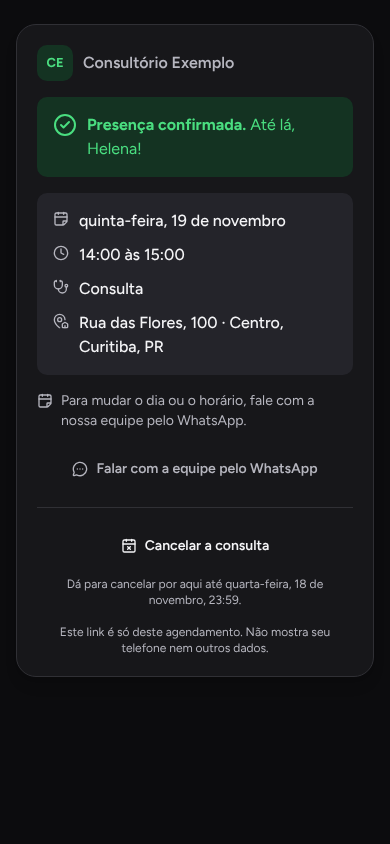 CE
Consultório Exemplo
Presença confirmada. Até lá,
Helena!
quinta-feira, 19 de novembro
14:00 às 15:00
Consulta
Rua das Flores, 100 · Centro,
Curitiba, PR
Para mudar o dia ou o horário, fale com a
nossa equipe pelo WhatsApp.
Falar com a equipe pelo WhatsApp
Cancelar a consulta
Dá para cancelar por aqui até quarta-feira, 18 de
novembro, 23:59.
Este link é só deste agendamento. Não mostra seu
telefone nem outros dados.